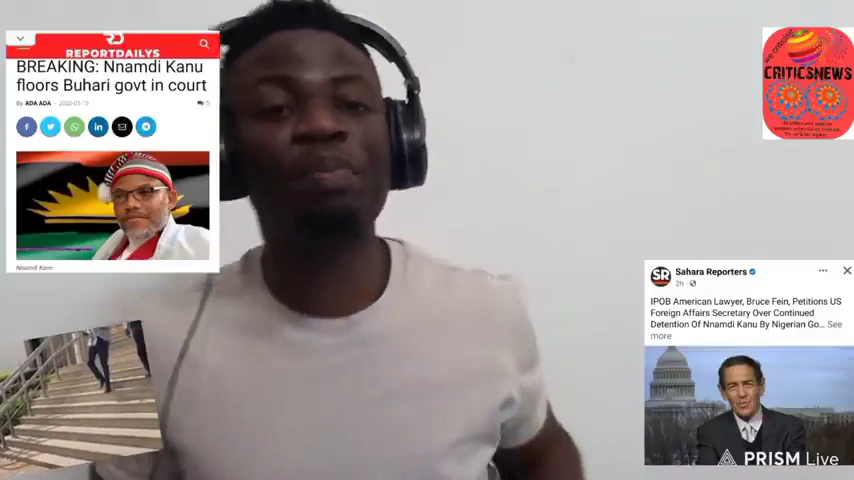 REPORTDAILYS
BREAKING: Nnamdi Kanu
floors Buhari govt in court
By ADA ADA - 2022-01-19
Nnamdi Kanu
we criticise
CRITICSNEWS
SR
Sahara Reporters
2h
IPOB American Lawyer, Bruce Fein, Petitions US
Foreign Affairs Secretary Over Continued
Detention Of Nnamdi Kanu By Nigerian Go... See
more
PRISM Live